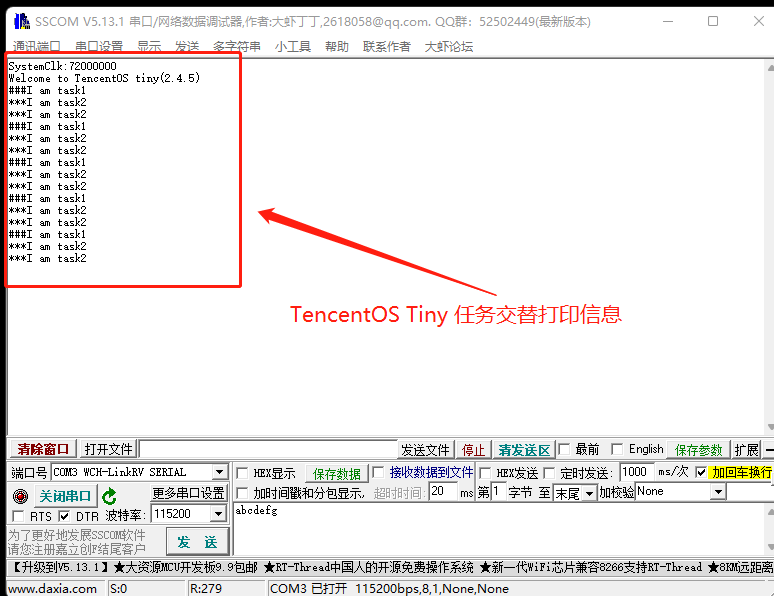 SSCOM V5.13.1 串口/网络数据调试器,作者:大虾丁丁,2618058@qq.com. QQ群：52502449(最新版本)
通讯端口 串口设置 显示 发送 多字符串 小工具 帮助 联系作者 大虾论坛
SystemClk:72000000
Welcome to TencentOS tiny(2.4.5)
###I am task1
***I am task2
***I am task2
###I am task1
***I am task2
***I am task2
###I am task1
***I am task2
***I am task2
###I am task1
***I am task2
***I am task2
###I am task1
***I am task2
***I am task2
TencentOS Tiny 任务交替打印信息
清除窗口 打开文件 发送文件 停止 清发送区 最前 English 保存参数 扩展
端口号 COM3 WCH-LinkRV SERIAL HEX显示 保存数据 接收数据到文件 HEX发送 定时发送: 1000 ms/次 加回车换行
关闭串口 更多串口设置 加时间戳和分包显示, 超时时间: 20 ms 第 1 字节 至 末尾 加校验 None
RTS DTR 波特率: 115200 abcdefg
为了更好地发展SSCOM软件
请您注册嘉立创F结尾客户
发 送
【升级到V5.13.1】 ★大资源MCU开发板9.9包邮 ★RT-Thread中国人的开源免费操作系统 ★新一代WiFi芯片兼容8266支持RT-Thread ★8KM远距离
www.daxia.com S:0 R:279 COM3 已打开 115200bps,8,1,None,None